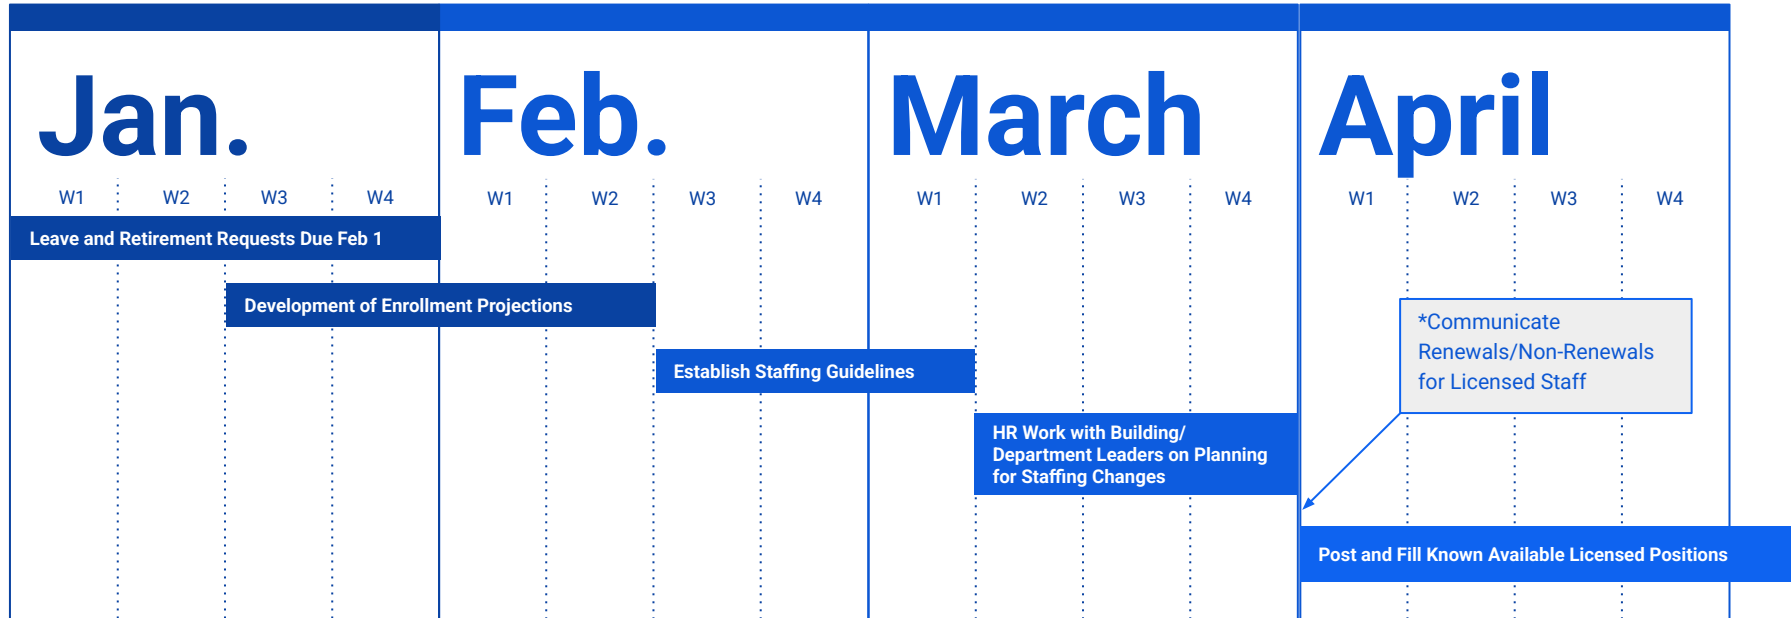 Jan.
Feb.
March
April
W1 W2 W3 W4
W1 W2 W3 W4
W1 W2 W3 W4
W1 W2 W3 W4
Leave and Retirement Requests Due Feb 1
Development of Enrollment Projections
*Communicate
Renewals/Non-Renewals
for Licensed Staff
Establish Staffing Guidelines
HR Work with Building/
Department Leaders on Planning
for Staffing Changes
Post and Fill Known Available Licensed Positions